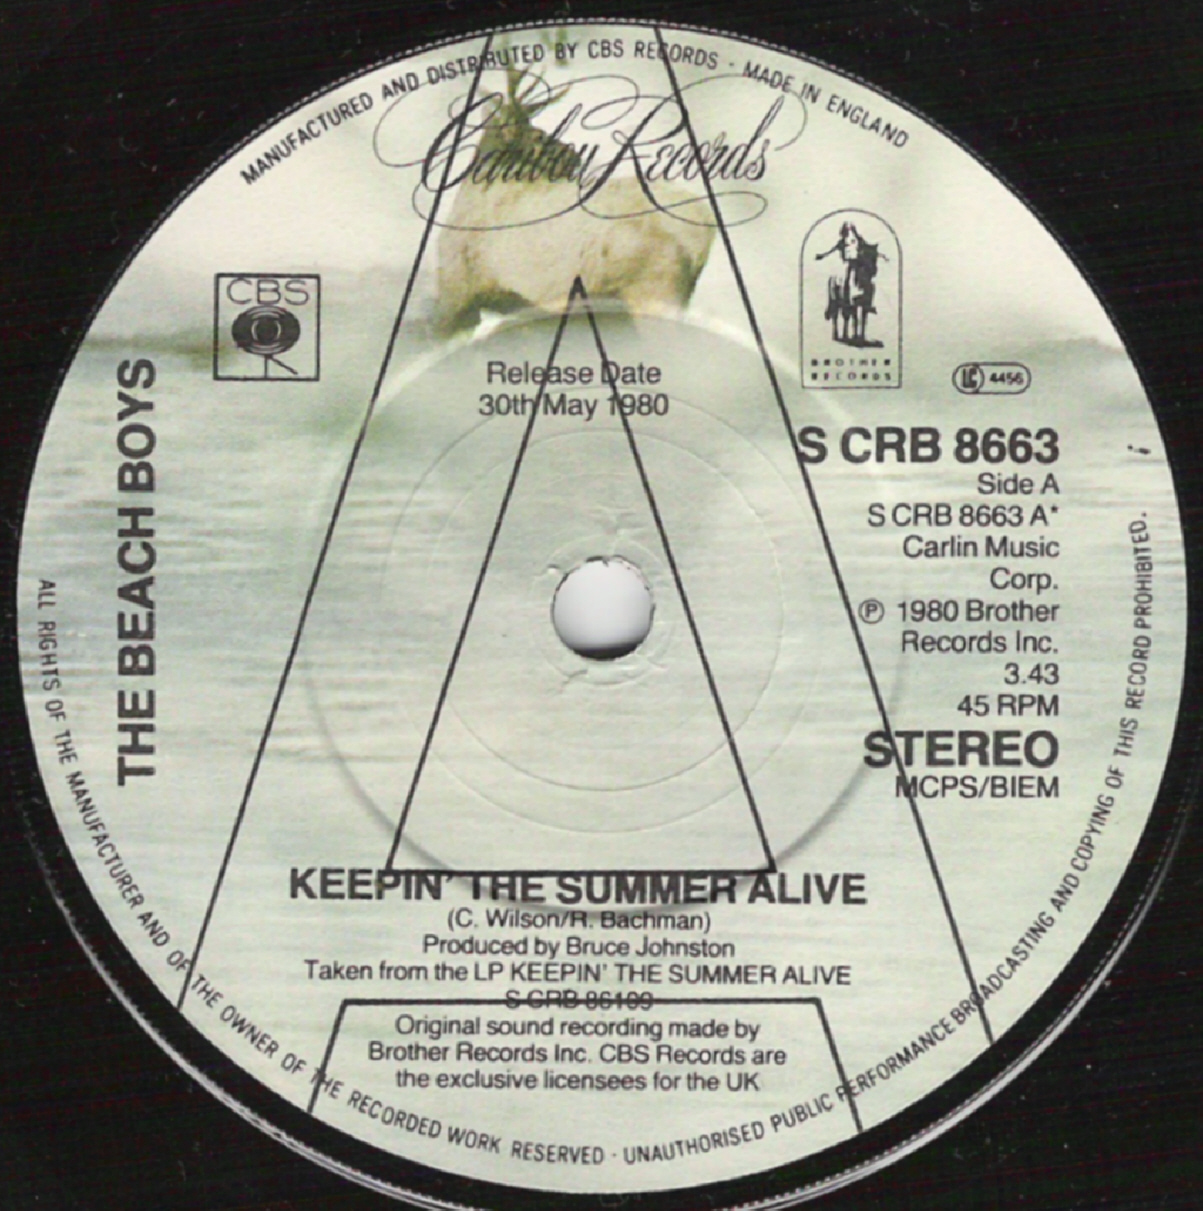 MANUFACTURED AND DISTRIBUTED BY CBS RECORDS · MADE IN ENGLAND
Caribou Records
CBS
BROTHER
RECORDS
LC 4456
Release Date
30th May 1980
THE BEACH BOYS
S CRB 8663
Side A
S CRB 8663 A*
Carlin Music
Corp.
℗ 1980 Brother
Records Inc.
3.43
45 RPM
STEREO
MCPS/BIEM
A
KEEPIN' THE SUMMER ALIVE
(C. Wilson/R. Bachman)
Produced by Bruce Johnston
Taken from the LP KEEPIN' THE SUMMER ALIVE
S CRB 86109
Original sound recording made by
Brother Records Inc. CBS Records are
the exclusive licensees for the UK
ALL RIGHTS OF THE MANUFACTURER AND OF THE OWNER OF THE RECORDED WORK RESERVED · UNAUTHORISED PUBLIC PERFORMANCE BROADCASTING AND COPYING OF THIS RECORD PROHIBITED.